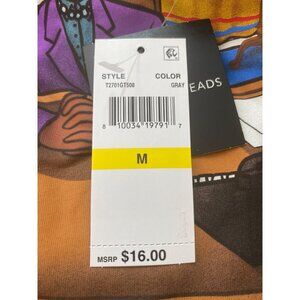 STYLE COLOR
T2701GT508 GRAY
8 10034 19791 7
M
MSRP $16.00
EADS